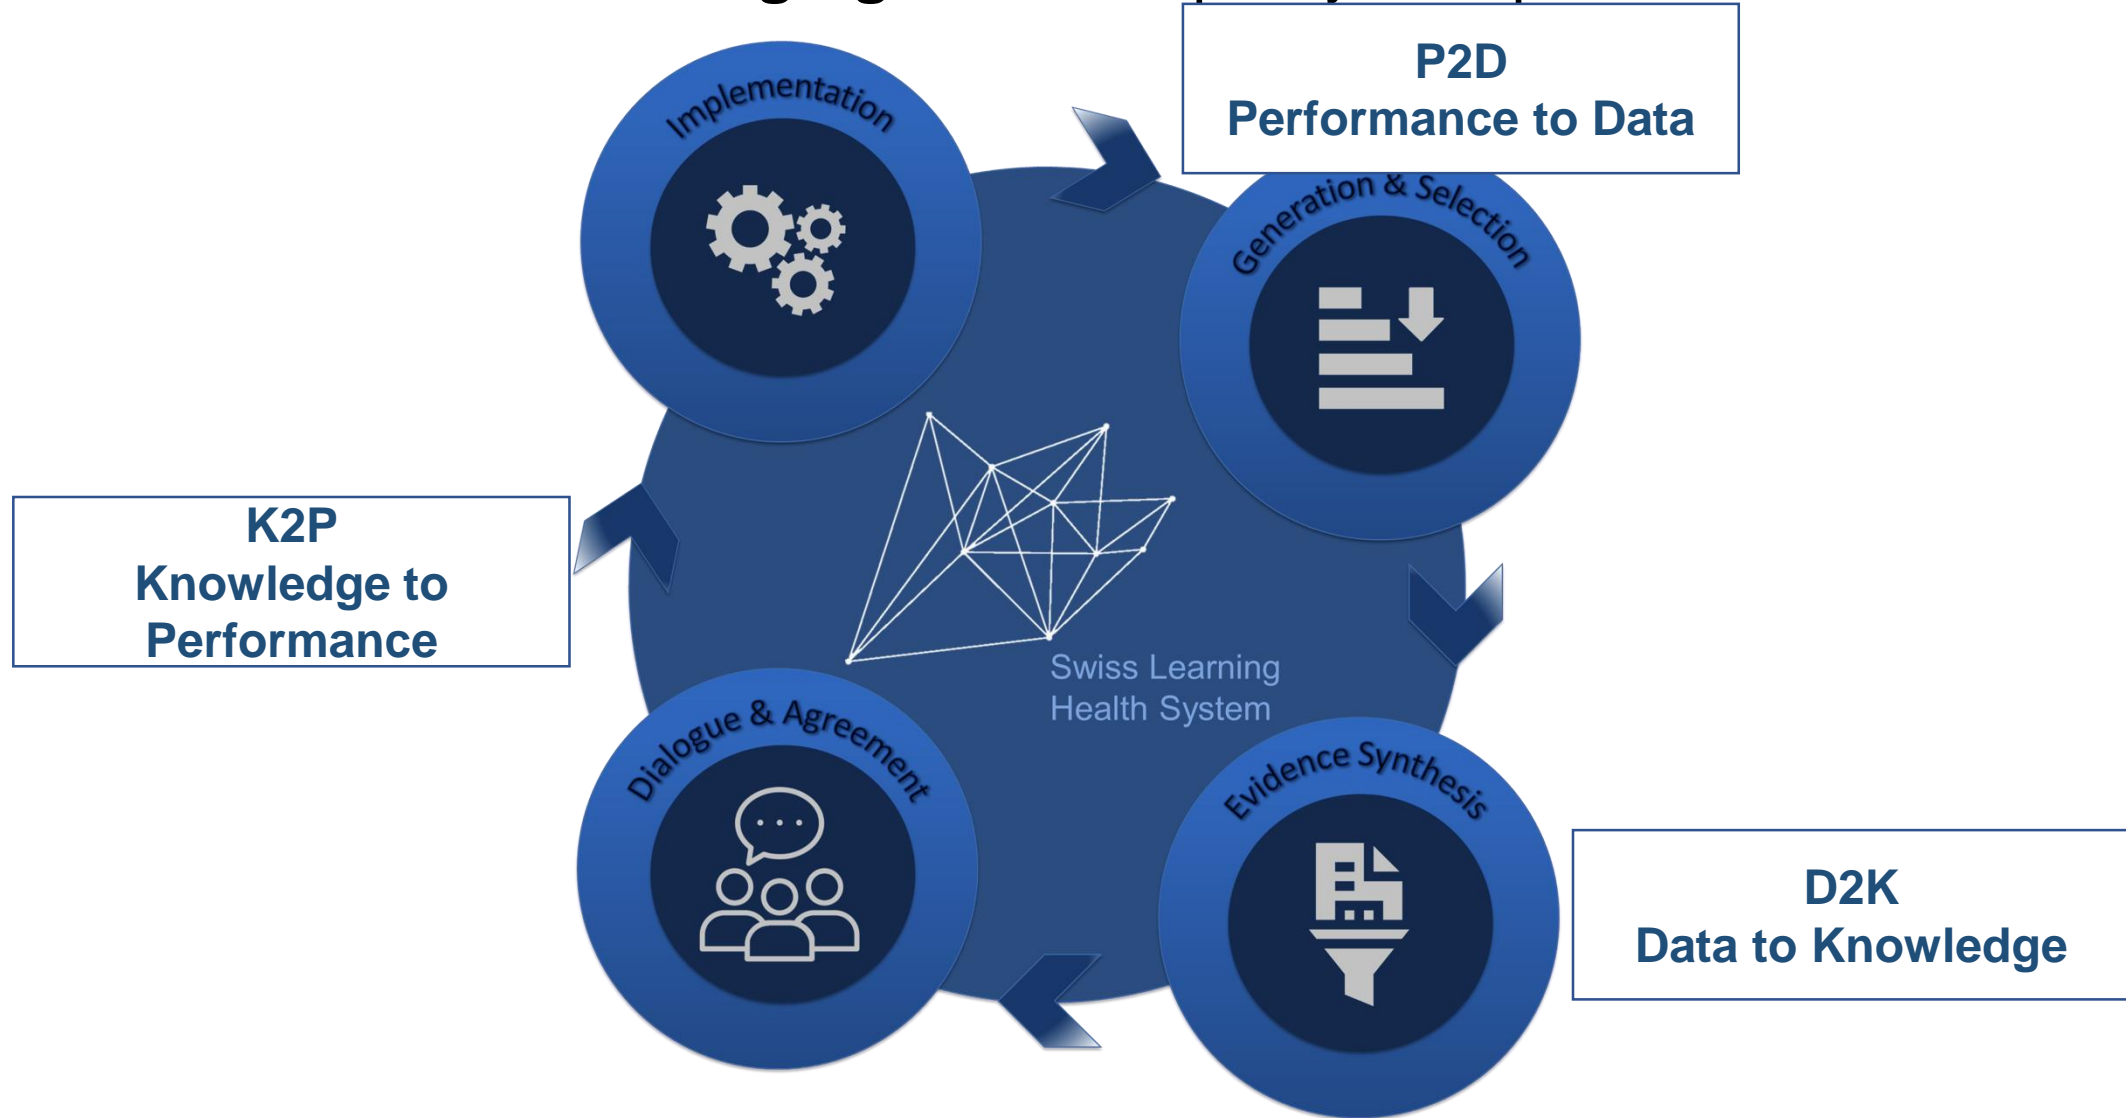 P2D
Performance to Data
Implementation
Generation & Selection
K2P
Knowledge to
Performance
Swiss Learning
Health System
Dialogue & Agreement
Evidence Synthesis
D2K
Data to Knowledge